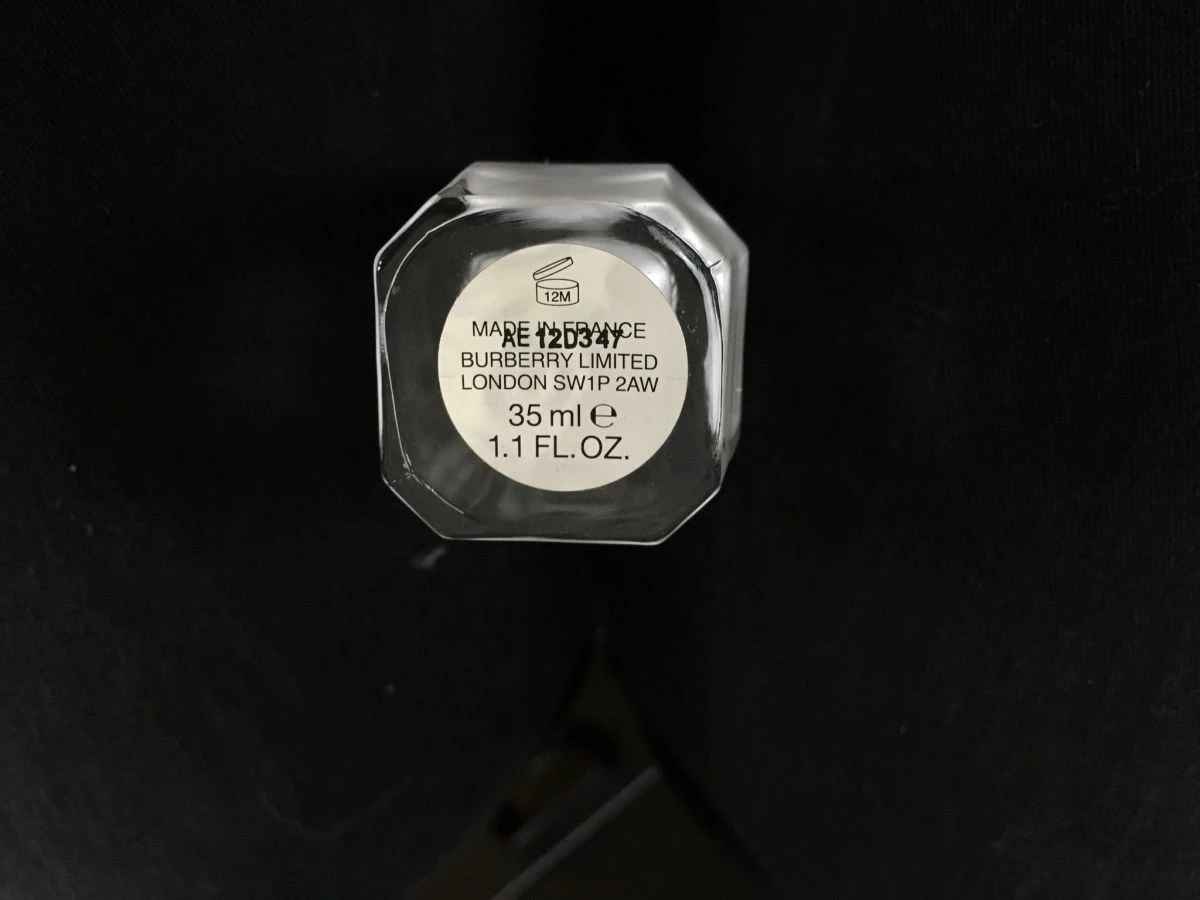 12M
MADE IN FRANCE
AE 12D347
BURBERRY LIMITED
LONDON SW1P 2AW
35 ml ℮
1.1 FL.OZ.